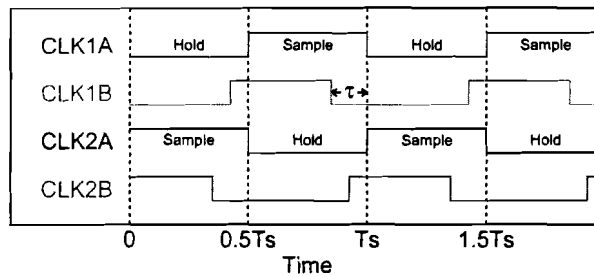 CLK1A Hold Sample Hold Sample
CLK1B τ
CLK2A Sample Hold Sample Hold
CLK2B
0 0.5Ts Ts 1.5Ts
Time